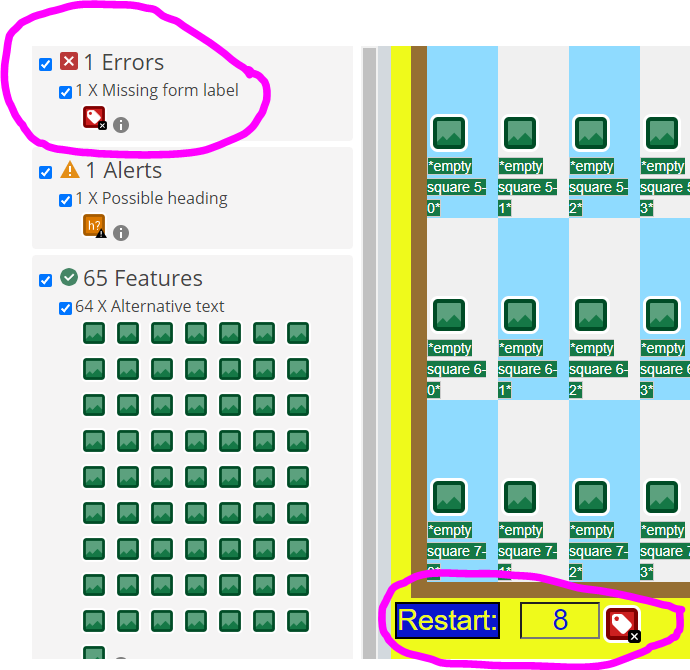 1 Errors
1 X Missing form label
1 Alerts
1 X Possible heading
h?
65 Features
64 X Alternative text
*empty *empty *empty *empty
square 5- square 5- square 5- square 5
0* 1* 2* 3*
*empty *empty *empty *empty
square 6- square 6- square 6- square 6
0* 1* 2* 3*
*empty *empty *empty *empty
square 7- square 7- square 7- square 7
2* 3*
Restart: 8